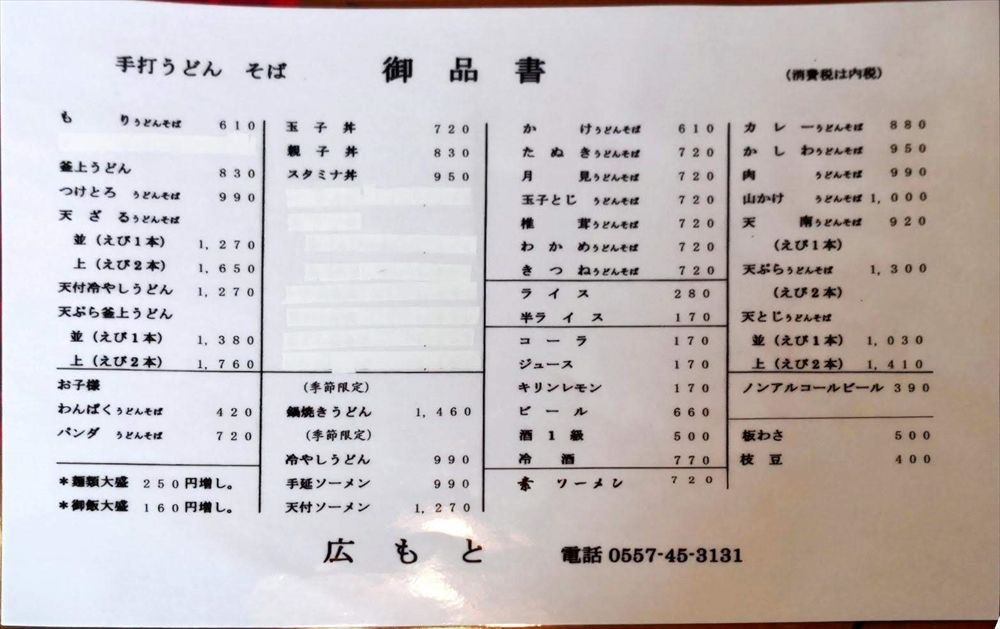 手打うどん そば 御品書 (消費税は内税)
もりうどんそば 610
釜上うどん 830
つけとろ うどんそば 990
天ざるうどんそば
並(えび1本) 1,270
上(えび2本) 1,650
天付冷やしうどん 1,270
天ぷら釜上うどん
並(えび1本) 1,380
上(えび2本) 1,760
お子様
わんぱくうどんそば 420
パンダ うどんそば 720
*麺類大盛 250円増し。
*御飯大盛 160円増し。
玉子丼 720
親子丼 830
スタミナ丼 950
(季節限定)
鍋焼きうどん 1,460
(季節限定)
冷やしうどん 990
手延ソーメン 990
天付ソーメン 1,270
かけうどんそば 610
たぬきうどんそば 720
月見うどんそば 720
玉子とじ うどんそば 720
椎茸うどんそば 720
わかめうどんそば 720
きつねうどんそば 720
ライス 280
半ライス 170
コーラ 170
ジュース 170
キリンレモン 170
ビール 660
酒1級 500
冷酒 770
素ソーメン 720
カレーうどんそば 880
かしわうどんそば 950
肉うどんそば 990
山かけ うどんそば 1,000
天南うどんそば 920
(えび1本)
天ぷらうどんそば 1,300
(えび2本)
天とじうどんそば
並(えび1本) 1,030
上(えび2本) 1,410
ノンアルコールビール 390
板わさ 500
枝豆 400
広もと 電話 0557-45-3131